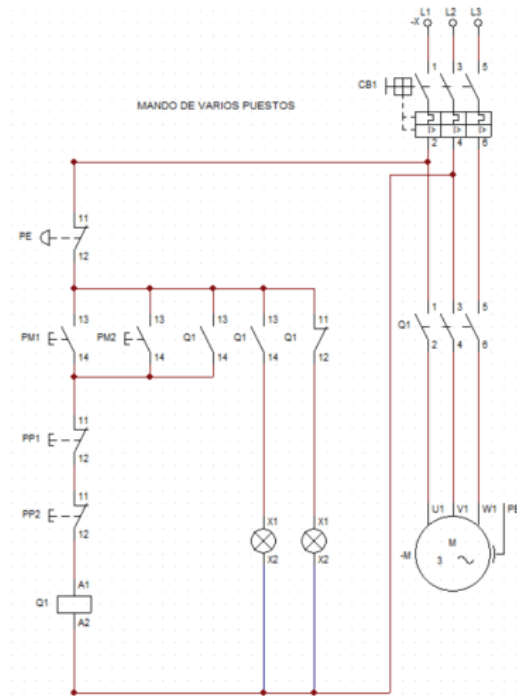 L1 L2 L3
-X
1 3 5
CB1
MANDO DE VARIOS PUESTOS
I> I> I>
2 4 6
11
PE
12
13 13 13 13 11
PM1 PM2 Q1 Q1 Q1
14 14 14 14 12
1 3 5
Q1
2 4 6
11
PP1
12
11
PP2
12
X1 X1
X2 X2
U1 V1 W1 PE
M
-M
3
A1
Q1
A2